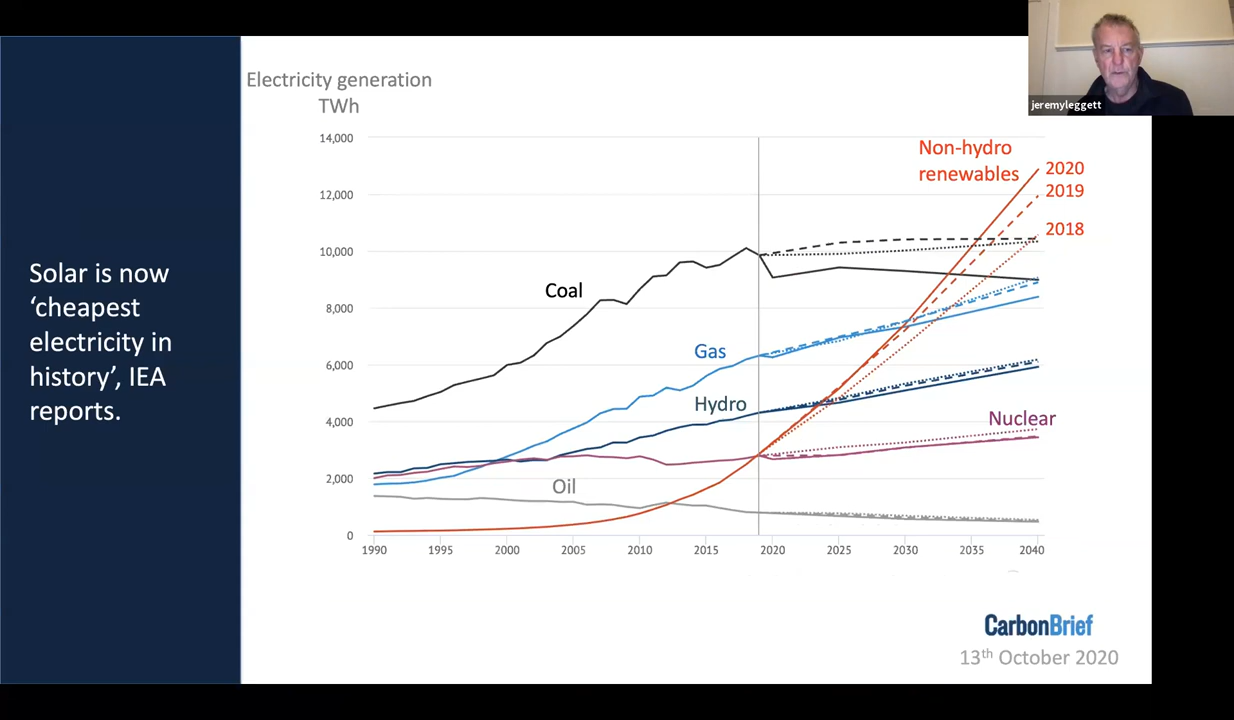 jeremyleggett
Electricity generation
TWh
14,000
12,000
10,000
8,000
6,000
4,000
2,000
0
1990 1995 2000 2005 2010 2015 2020 2025 2030 2035 2040
Non-hydro
renewables
2020
2019
2018
Coal
Gas
Hydro
Nuclear
Oil
Solar is now
‘cheapest
electricity in
history’, IEA
reports.
CarbonBrief
13th October 2020